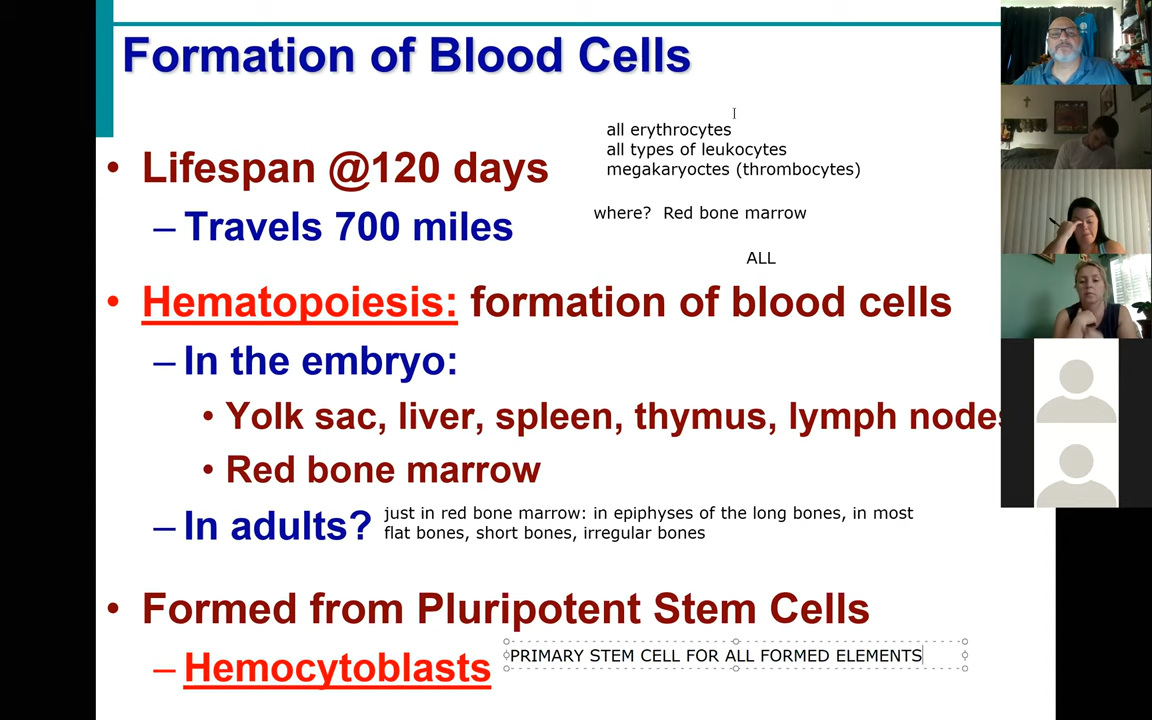 Formation of Blood Cells
all erythrocytes
all types of leukocytes
megakaryoctes (thrombocytes)
• Lifespan @120 days
where? Red bone marrow
– Travels 700 miles
ALL
• Hematopoiesis: formation of blood cells
– In the embryo:
• Yolk sac, liver, spleen, thymus, lymph nodes
• Red bone marrow
– In adults?
just in red bone marrow: in epiphyses of the long bones, in most
flat bones, short bones, irregular bones
• Formed from Pluripotent Stem Cells
– Hemocytoblasts
PRIMARY STEM CELL FOR ALL FORMED ELEMENTS